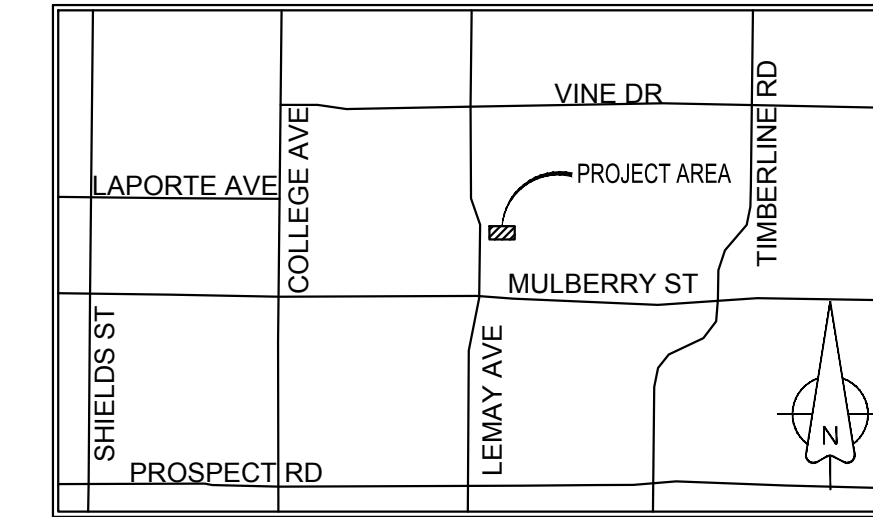 VINE DR
TIMBERLINE RD
COLLEGE AVE
LAPORTE AVE
PROJECT AREA
MULBERRY ST
SHIELDS ST
LEMAY AVE
N
PROSPECT RD